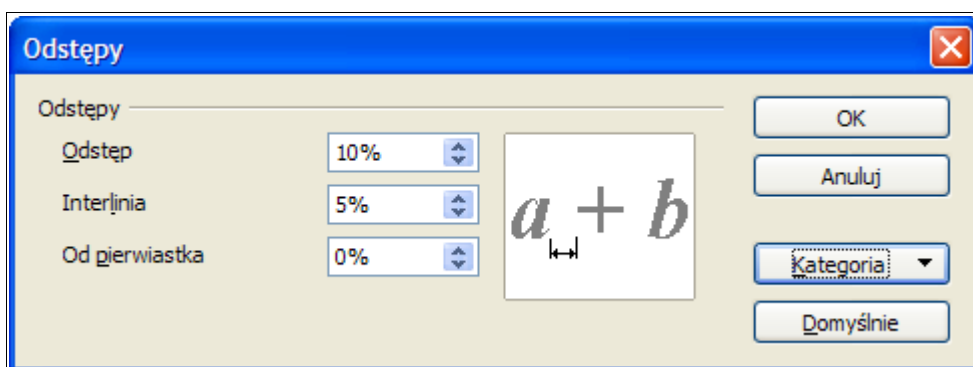 Odstępy
Odstępy
Odstęp 10%
Interlinia 5%
Od pierwiastka 0%
a + b
OK
Anuluj
Kategoria
Domyślnie